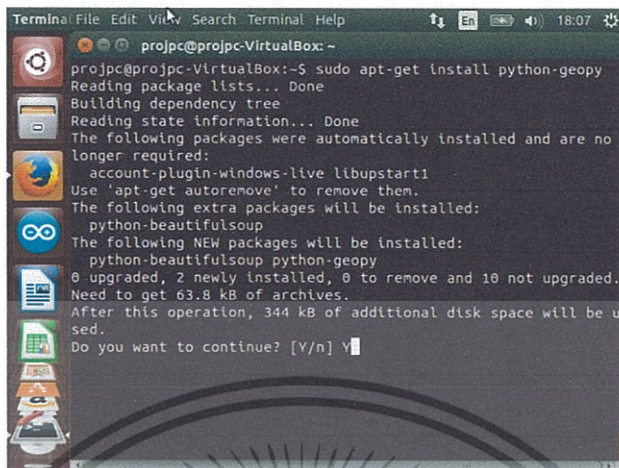 Terminal File Edit View Search Terminal Help En 18:07
projpc@projpc-VirtualBox: ~
projpc@projpc-VirtualBox:~$ sudo apt-get install python-geopy
Reading package lists... Done
Building dependency tree
Reading state information... Done
The following packages were automatically installed and are no
longer required:
account-plugin-windows-live libupstart1
Use 'apt-get autoremove' to remove them.
The following extra packages will be installed:
python-beautifulsoup
The following NEW packages will be installed:
python-beautifulsoup python-geopy
0 upgraded, 2 newly installed, 0 to remove and 10 not upgraded.
Need to get 63.8 kB of archives.
After this operation, 344 kB of additional disk space will be u
sed.
Do you want to continue? [Y/n] Y